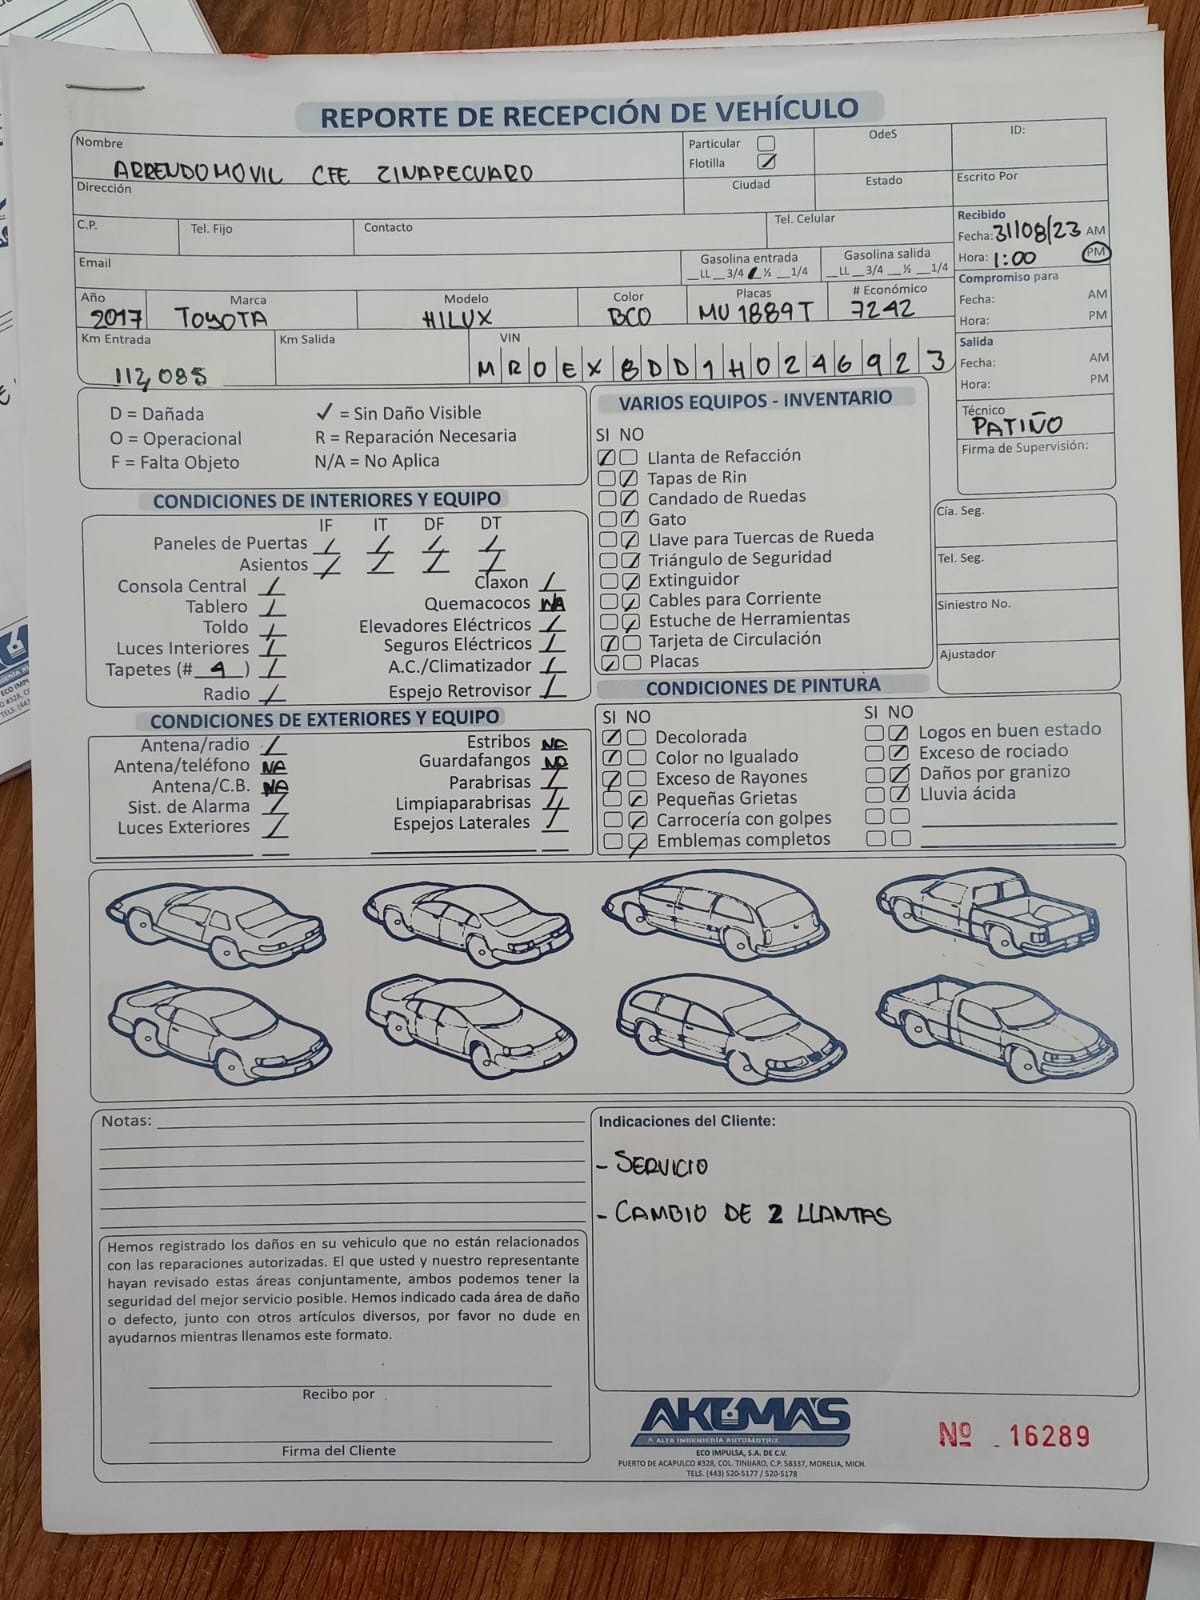 REPORTE DE RECEPCIÓN DE VEHÍCULO
Nombre
ARRENDOMOVIL CFE ZINAPECUARO
Particular
Flotilla
OdeS
ID:
Dirección
Ciudad
Estado
Escrito Por
C.P.
Tel. Fijo
Contacto
Tel. Celular
Recibido
Fecha: 31/08/23 AM
Hora: 1:00 PM
Email
Gasolina entrada
__LL __3/4 __½ __1/4
Gasolina salida
__LL __3/4 __½ __1/4
Compromiso para
Fecha: AM
Hora: PM
Año
2017
Marca
TOYOTA
Modelo
HILUX
Color
BCO
Placas
MU 1889T
# Económico
7242
Km Entrada
112,085
Km Salida
VIN
MR0EX8DD1H0246923
Salida
Fecha: AM
Hora: PM
Técnico
PATIÑO
Firma de Supervisión:
D = Dañada
✓ = Sin Daño Visible
O = Operacional
R = Reparación Necesaria
F = Falta Objeto
N/A = No Aplica
CONDICIONES DE INTERIORES Y EQUIPO
IF IT DF DT
Paneles de Puertas
Asientos
Consola Central
Claxon
Tablero
Quemacocos NA
Toldo
Elevadores Eléctricos
Luces Interiores
Seguros Eléctricos
Tapetes (# 4 )
A.C./Climatizador
Radio
Espejo Retrovisor
VARIOS EQUIPOS - INVENTARIO
SI NO
Llanta de Refacción
Tapas de Rin
Candado de Ruedas
Gato
Llave para Tuercas de Rueda
Triángulo de Seguridad
Extinguidor
Cables para Corriente
Estuche de Herramientas
Tarjeta de Circulación
Placas
Cía. Seg.
Tel. Seg.
Siniestro No.
Ajustador
CONDICIONES DE EXTERIORES Y EQUIPO
Antena/radio
Estribos NA
Antena/teléfono NA
Guardafangos NA
Antena/C.B. NA
Parabrisas
Sist. de Alarma
Limpiaparabrisas
Luces Exteriores
Espejos Laterales
CONDICIONES DE PINTURA
SI NO
Decolorada
Color no Igualado
Exceso de Rayones
Pequeñas Grietas
Carrocería con golpes
Emblemas completos
SI NO
Logos en buen estado
Exceso de rociado
Daños por granizo
Lluvia ácida
Notas:
Indicaciones del Cliente:
- SERVICIO
- CAMBIO DE 2 LLANTAS
Hemos registrado los daños en su vehiculo que no están relacionados
con las reparaciones autorizadas. El que usted y nuestro representante
hayan revisado estas áreas conjuntamente, ambos podemos tener la
seguridad del mejor servicio posible. Hemos indicado cada área de daño
o defecto, junto con otros artículos diversos, por favor no dude en
ayudarnos mientras llenamos este formato.
Recibo por
Firma del Cliente
AKUMAS
ALTA INGENIERÍA AUTOMOTRIZ
ECO IMPULSA, S.A. DE C.V.
PUERTO DE ACAPULCO #328, COL. TINIJARO, C.P. 58337, MORELIA, MICH.
TELS. (443) 520-5177 / 520-5178
Nº 16289